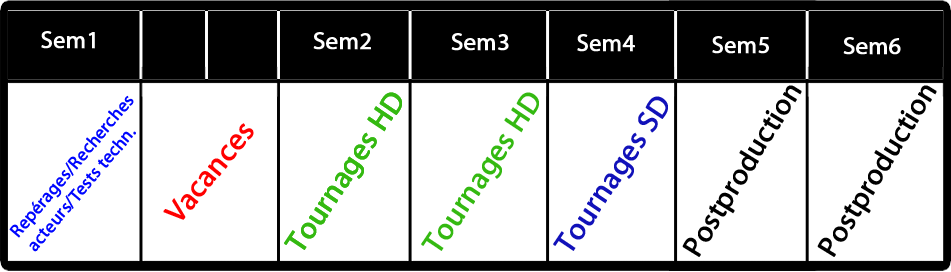 Sem1
Sem2
Sem3
Sem4
Sem5
Sem6
Repérages/Recherches
acteurs/Tests techn.
Vacances
Tournages HD
Tournages HD
Tournages SD
Postproduction
Postproduction